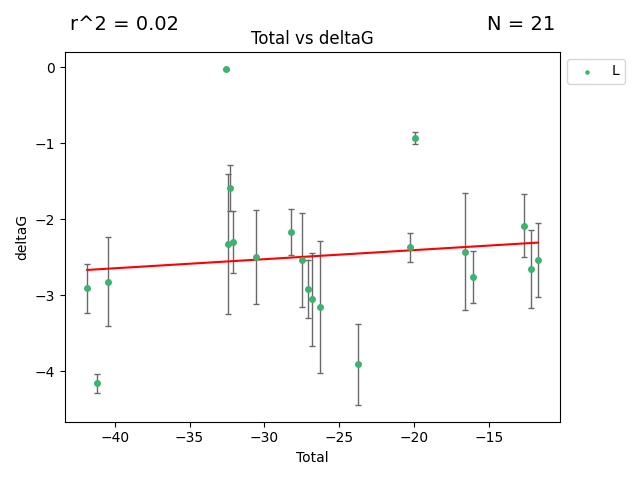 r^2 = 0.02
N = 21
Total vs deltaG
L
0
−1
−2
−3
−4
deltaG
−40
−35
−30
−25
−20
−15
Total